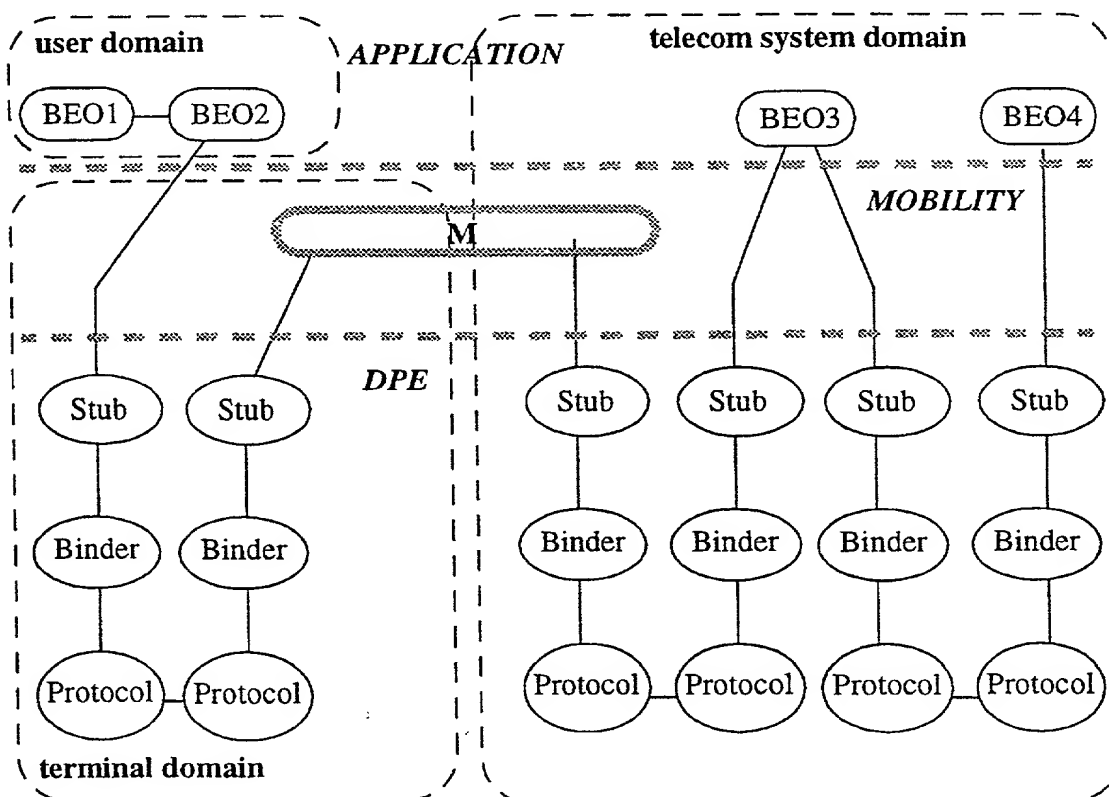 user domain
APPLICATION
telecom system domain
BEO1
BEO2
BEO3
BEO4
MOBILITY
M
DPE
Stub Stub Stub Stub Stub Stub
Binder Binder Binder Binder Binder Binder
Protocol Protocol Protocol Protocol Protocol Protocol
terminal domain